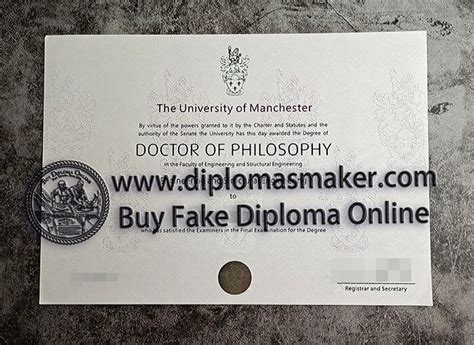 The University of Manchester
By virtue of the powers granted to it by the Charter and Statutes and the
authority of the Senate the University has this day awarded the Degree of
DOCTOR OF PHILOSOPHY
in the Faculty of Engineering and Structural Engineering
www.diplomasmaker.com
to
Buy Fake Diploma Online
who has satisfied the Examiners in the Final Examination for the Degree
Registrar and Secretary